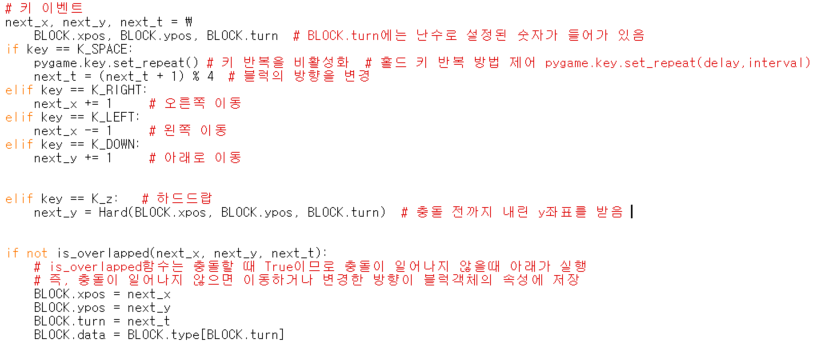 # 키 이벤트
next_x, next_y, next_t = ₩
    BLOCK.xpos, BLOCK.ypos, BLOCK.turn  # BLOCK.turn에는 난수로 설정된 숫자가 들어가 있음
if key == K_SPACE:
    pygame.key.set_repeat() # 키 반복을 비활성화  # 홀드 키 반복 방법 제어 pygame.key.set_repeat(delay,interval)
    next_t = (next_t + 1) % 4  # 블럭의 방향을 변경
elif key == K_RIGHT:
    next_x += 1     # 오른쪽 이동
elif key == K_LEFT:
    next_x -= 1     # 왼쪽 이동
elif key == K_DOWN:
    next_y += 1     # 아래로 이동
elif key == K_z:   # 하드드랍
    next_y = Hard(BLOCK.xpos, BLOCK.ypos, BLOCK.turn)  # 충돌 전까지 내린 y좌표를 받음
if not is_overlapped(next_x, next_y, next_t):
    # is_overlapped함수는 충돌할 때 True이므로 충돌이 일어나지 않을때 아래가 실행
    # 즉, 충돌이 일어나지 않으면 이동하거나 변경한 방향이 블럭객체의 속성에 저장
    BLOCK.xpos = next_x
    BLOCK.ypos = next_y
    BLOCK.turn = next_t
    BLOCK.data = BLOCK.type[BLOCK.turn]